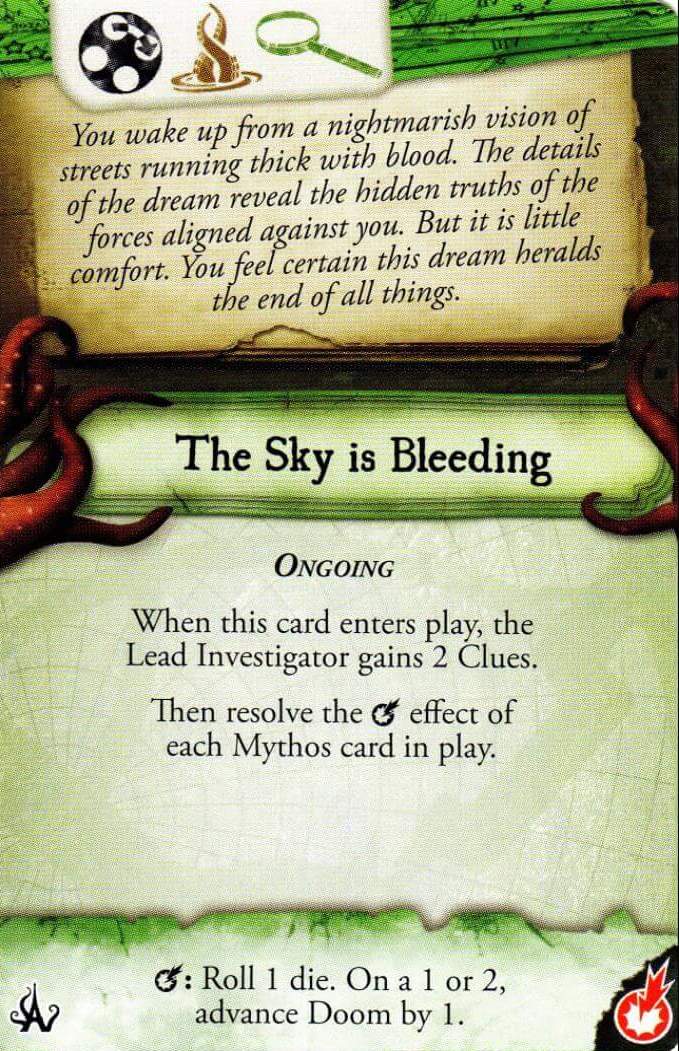 You wake up from a nightmarish vision of
streets running thick with blood. The details
of the dream reveal the hidden truths of the
forces aligned against you. But it is little
comfort. You feel certain this dream heralds
the end of all things.
The Sky is Bleeding
ONGOING
When this card enters play, the
Lead Investigator gains 2 Clues.
Then resolve the effect of
each Mythos card in play.
: Roll 1 die. On a 1 or 2,
advance Doom by 1.